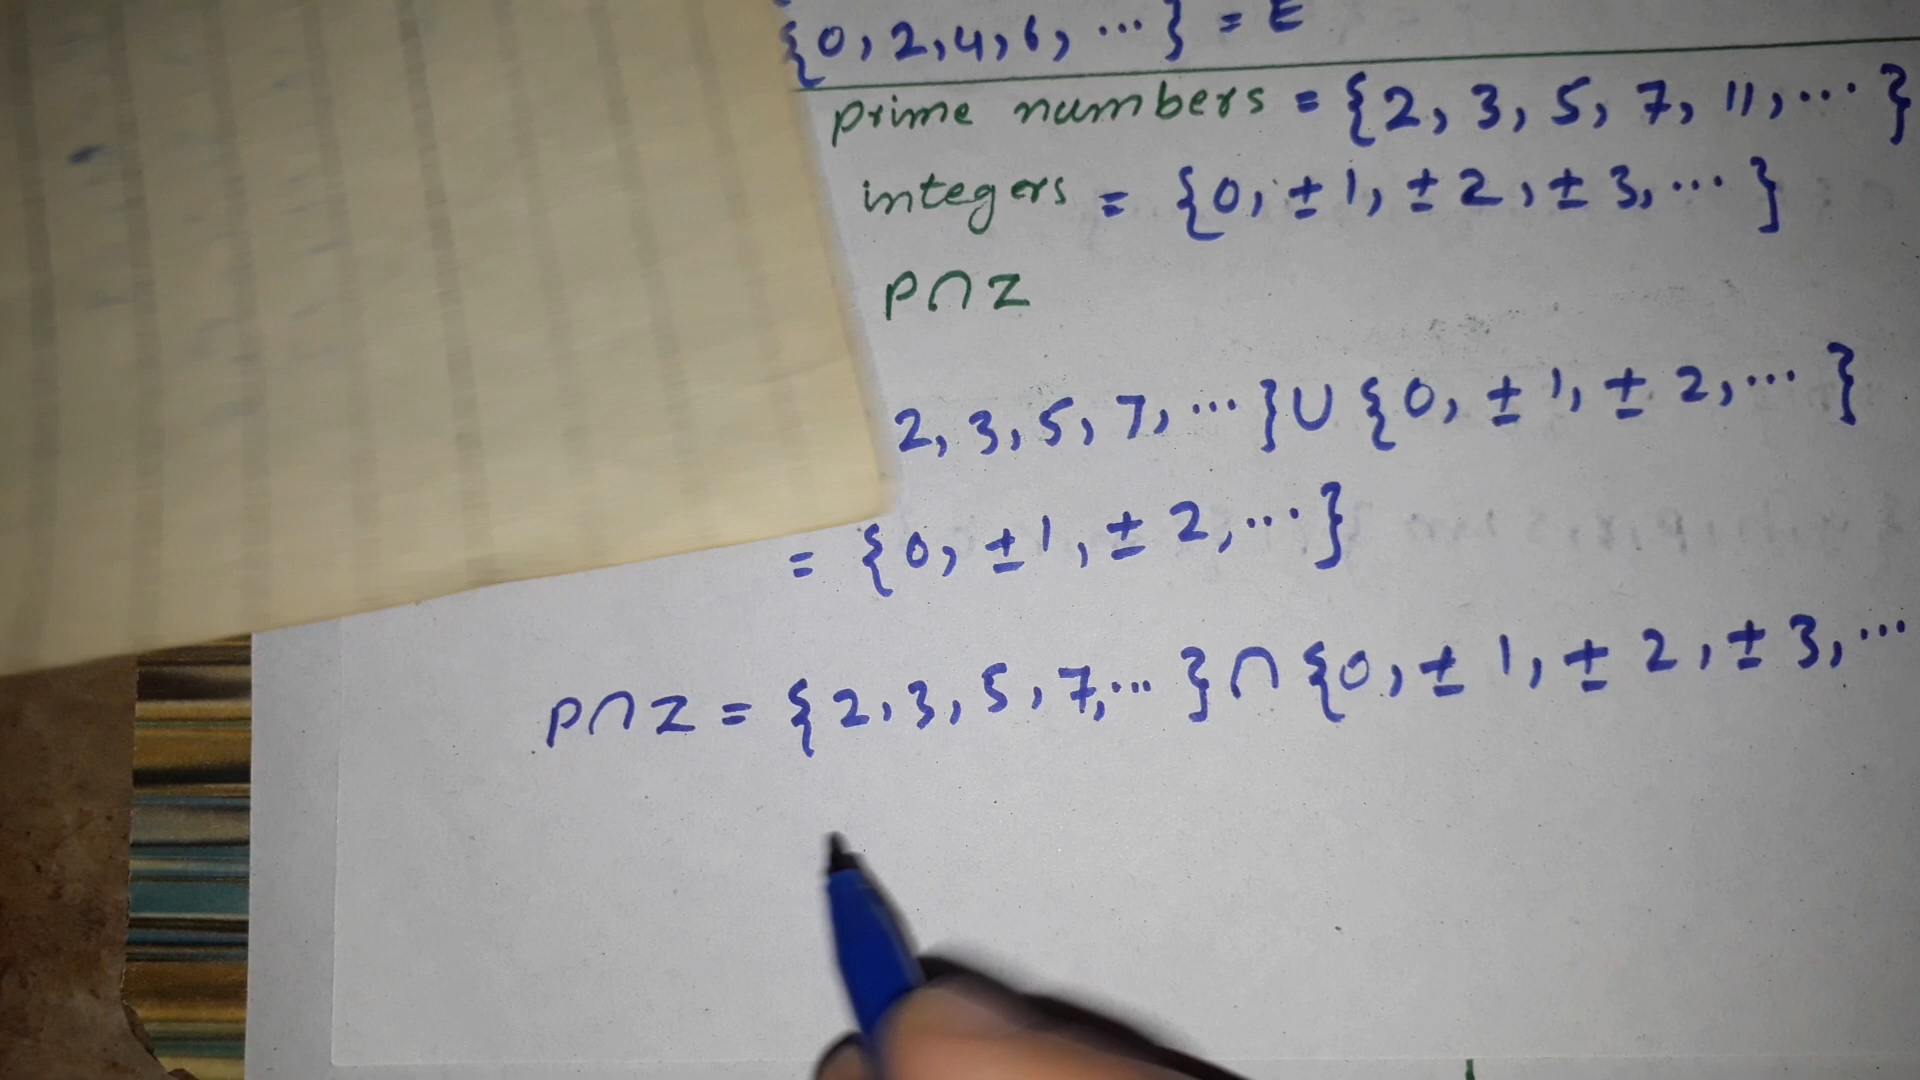 {0, 2, 4, 6, ...} = E
prime numbers = {2, 3, 5, 7, 11, ...}
integers = {0, ±1, ±2, ±3, ...}
P∩Z
2, 3, 5, 7, ...} ∪ {0, ±1, ±2, ...}
= {0, ±1, ±2, ...}
P∩Z = {2, 3, 5, 7, ...} ∩ {0, ±1, ±2, ±3, ...